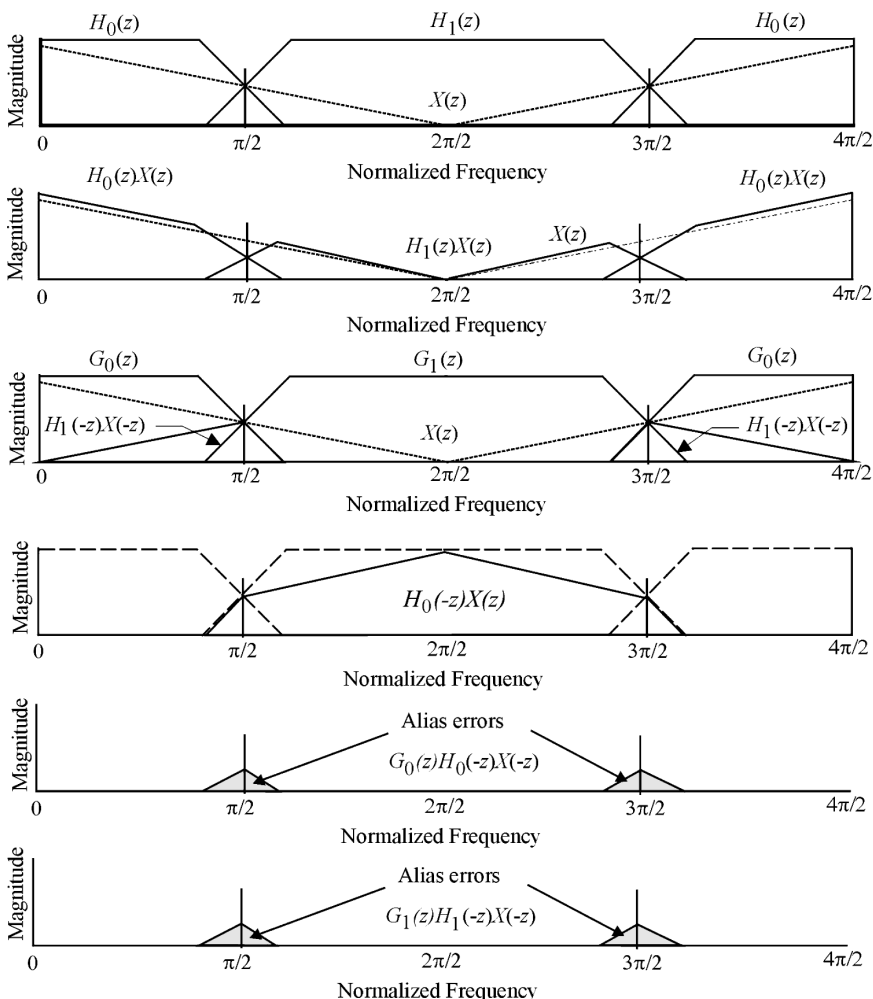 H0(z) H1(z) H0(z)
Magnitude
X(z)
0 π/2 2π/2 3π/2 4π/2
Normalized Frequency
H0(z)X(z) H0(z)X(z)
Magnitude
H1(z)X(z) X(z)
0 π/2 2π/2 3π/2 4π/2
Normalized Frequency
G0(z) G1(z) G0(z)
Magnitude
H1(-z)X(-z) X(z) H1(-z)X(-z)
0 π/2 2π/2 3π/2 4π/2
Normalized Frequency
Magnitude
H0(-z)X(z)
0 π/2 2π/2 3π/2 4π/2
Normalized Frequency
Magnitude
Alias errors
G0(z)H0(-z)X(-z)
0 π/2 2π/2 3π/2 4π/2
Normalized Frequency
Magnitude
Alias errors
G1(z)H1(-z)X(-z)
0 π/2 2π/2 3π/2 4π/2
Normalized Frequency